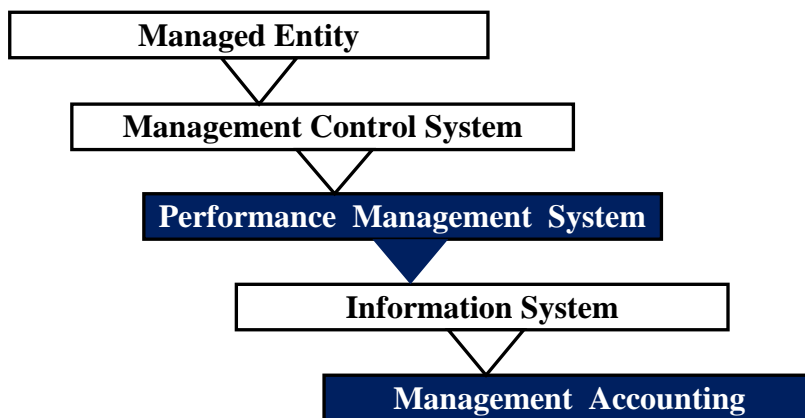 Managed Entity
Management Control System
Performance Management System
Information System
Management Accounting